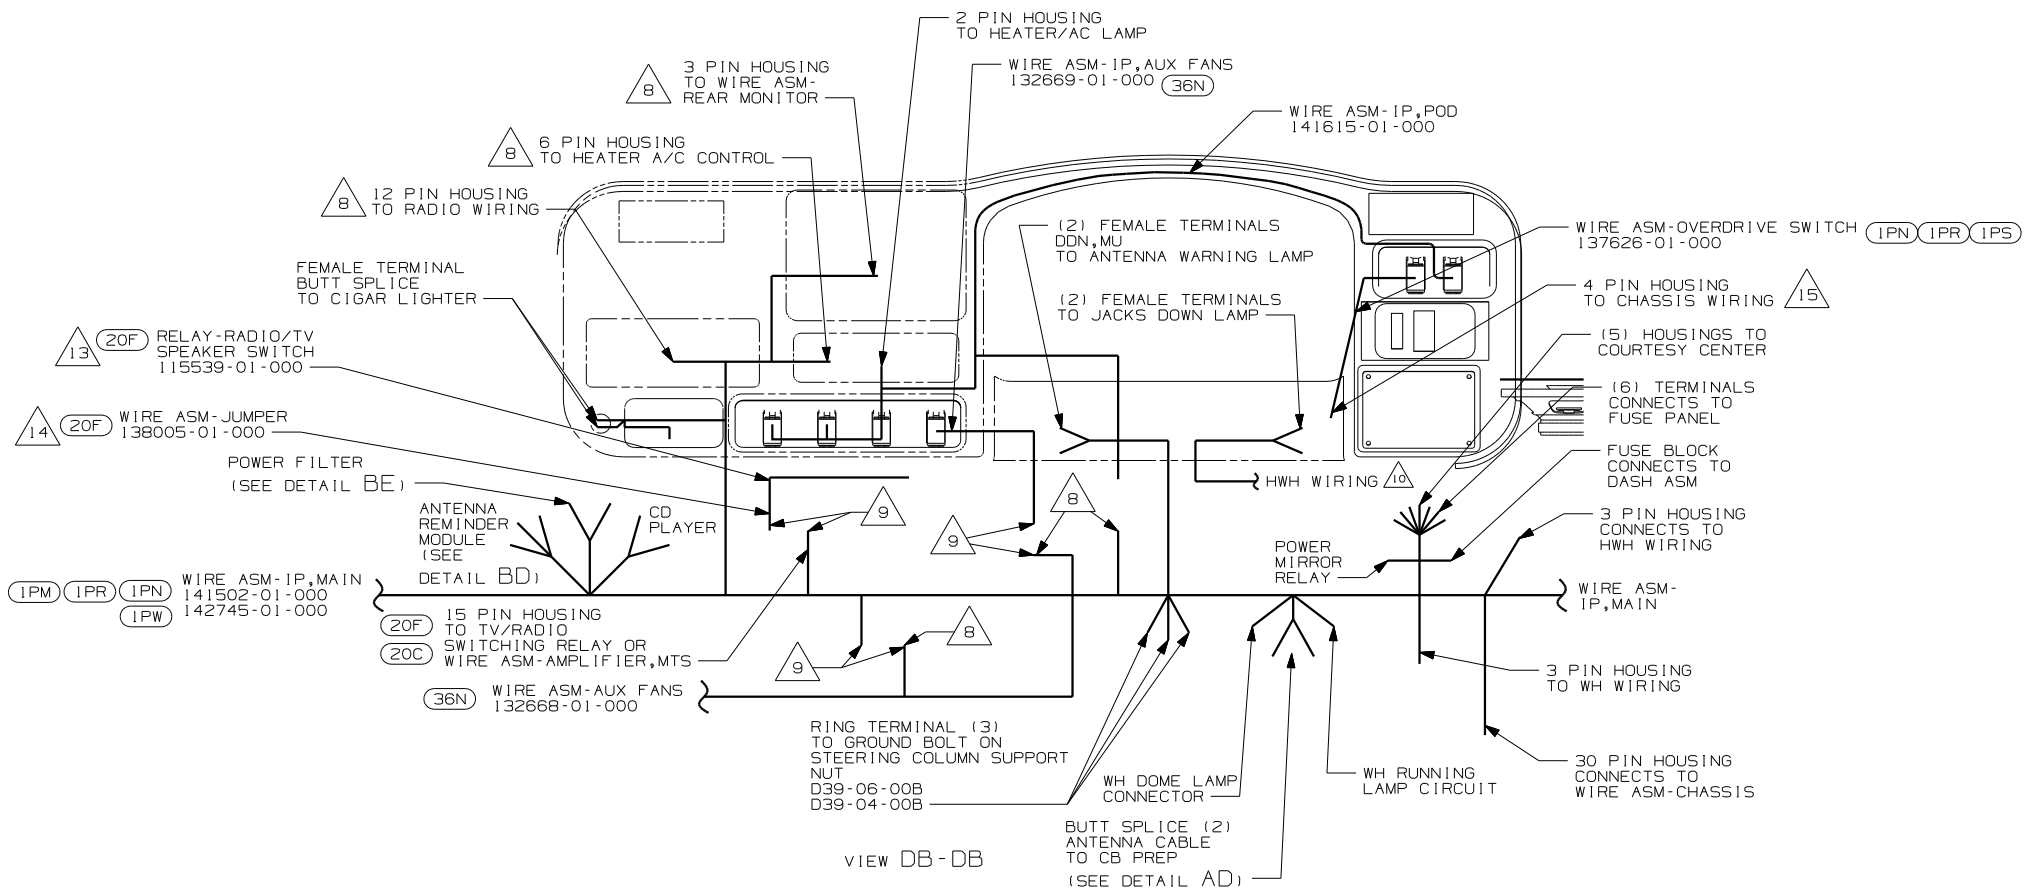 2 PIN HOUSING
TO HEATER/AC LAMP
3 PIN HOUSING
TO WIRE ASM-
REAR MONITOR
8
WIRE ASM-IP,AUX FANS
132669-01-000
36N
WIRE ASM-IP,POD
141615-01-000
6 PIN HOUSING
TO HEATER A/C CONTROL
8
12 PIN HOUSING
TO RADIO WIRING
8
(2) FEMALE TERMINALS
DDN,MU
TO ANTENNA WARNING LAMP
WIRE ASM-OVERDRIVE SWITCH
137626-01-000
1PN
1PR
1PS
FEMALE TERMINAL
BUTT SPLICE
TO CIGAR LIGHTER
(2) FEMALE TERMINALS
TO JACKS DOWN LAMP
4 PIN HOUSING
TO CHASSIS WIRING
15
13
20F
RELAY-RADIO/TV
SPEAKER SWITCH
115539-01-000
(5) HOUSINGS TO
COURTESY CENTER
14
20F
WIRE ASM-JUMPER
138005-01-000
(6) TERMINALS
CONNECTS TO
FUSE PANEL
POWER FILTER
(SEE DETAIL BE)
FUSE BLOCK
CONNECTS TO
DASH ASM
HWH WIRING
10
ANTENNA
REMINDER
MODULE
(SEE
DETAIL BD)
CD
PLAYER
9
9
8
3 PIN HOUSING
CONNECTS TO
HWH WIRING
POWER
MIRROR
RELAY
1PM
1PR
1PN
1PW
WIRE ASM-IP,MAIN
141502-01-000
142745-01-000
WIRE ASM-
IP,MAIN
20F
20C
15 PIN HOUSING
TO TV/RADIO
SWITCHING RELAY OR
WIRE ASM-AMPLIFIER,MTS
8
9
36N
WIRE ASM-AUX FANS
132668-01-000
3 PIN HOUSING
TO WH WIRING
RING TERMINAL (3)
TO GROUND BOLT ON
STEERING COLUMN SUPPORT
NUT
D39-06-00B
D39-04-00B
WH DOME LAMP
CONNECTOR
WH RUNNING
LAMP CIRCUIT
30 PIN HOUSING
CONNECTS TO
WIRE ASM-CHASSIS
BUTT SPLICE (2)
ANTENNA CABLE
TO CB PREP
(SEE DETAIL AD)
VIEW DB-DB